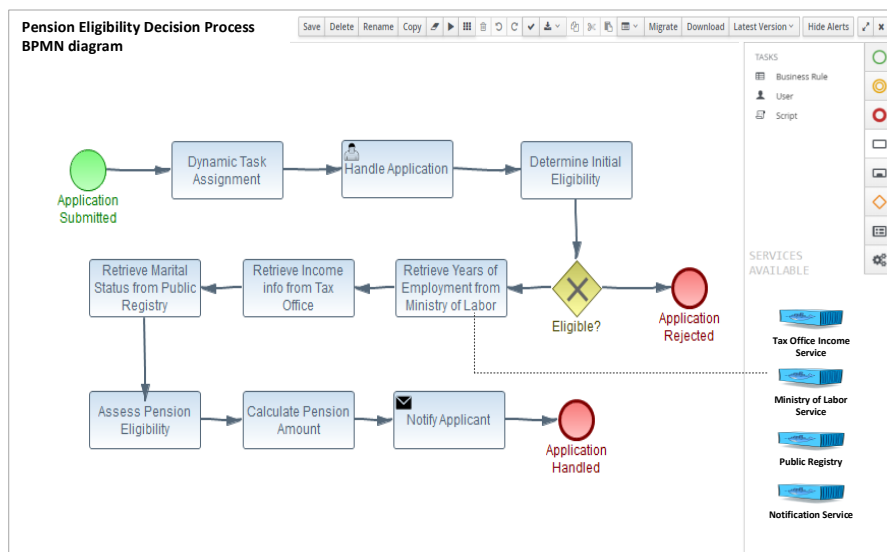 Pension Eligibility Decision Process
BPMN diagram
Save Delete Rename Copy Migrate Download Latest Version Hide Alerts
TASKS
Business Rule
User
Script
Dynamic Task
Assignment
Handle Application
Determine Initial
Eligibility
Application
Submitted
Retrieve Marital
Status from Public
Registry
Retrieve Income
info from Tax
Office
Retrieve Years of
Employment from
Ministry of Labor
Eligible?
Application
Rejected
SERVICES
AVAILABLE
Tax Office Income
Service
Ministry of Labor
Service
Public Registry
Notification Service
Assess Pension
Eligibility
Calculate Pension
Amount
Notify Applicant
Application
Handled